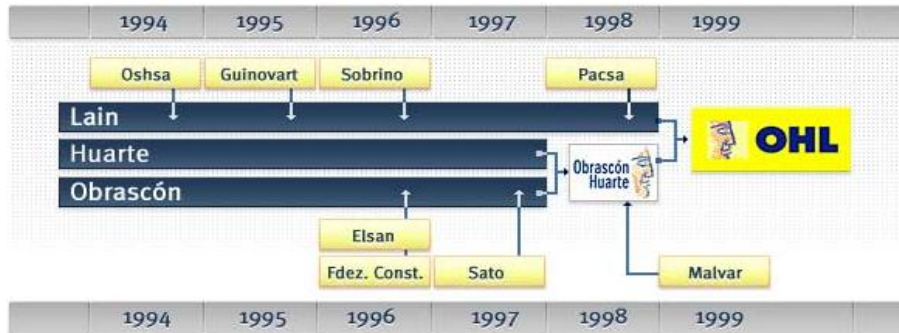 1994 1995 1996 1997 1998 1999
Oshsa Guinovart Sobrino Pacsa
Lain
Huarte
Obrascón
Obrascón
Huarte
OHL
Elsan
Fdez. Const. Sato Malvar
1994 1995 1996 1997 1998 1999